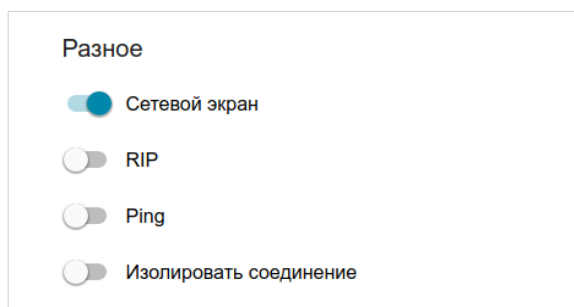 Разное
Сетевой экран
RIP
Ping
Изолировать соединение